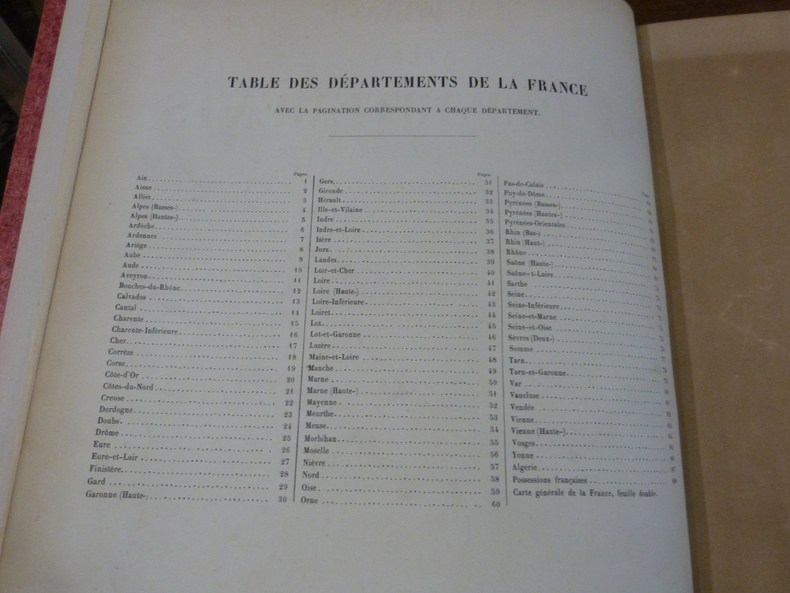 TABLE DES DÉPARTEMENTS DE LA FRANCE
AVEC LA PAGINATION CORRESPONDANT A CHAQUE DÉPARTEMENT.
Pages
Ain 1
Aisne 2
Allier 3
Alpes (Basses-) 4
Alpes (Hautes-) 5
Ardèche 6
Ardennes 7
Ariége 8
Aube 9
Aude 10
Aveyron 11
Bouches-du-Rhône 12
Calvados 13
Cantal 14
Charente 15
Charente-Inférieure 16
Cher 17
Corrèze 18
Corse 19
Côte-d'Or 20
Côtes-du-Nord 21
Creuse 22
Dordogne 23
Doubs 24
Drôme 25
Eure 26
Eure-et-Loir 27
Finistère 28
Gard 29
Garonne (Haute-) 30
Pages
Gers 31
Gironde 32
Hérault 33
Ille-et-Vilaine 34
Indre 35
Indre-et-Loire 36
Isère 37
Jura 38
Landes 39
Loir-et-Cher 40
Loire 41
Loire (Haute-) 42
Loire-Inférieure 43
Loiret 44
Lot 45
Lot-et-Garonne 46
Lozère 47
Maine-et-Loire 48
Manche 49
Marne 50
Marne (Haute-) 51
Mayenne 52
Meurthe 53
Meuse 54
Morbihan 55
Moselle 56
Nièvre 57
Nord 58
Oise 59
Orne 60
Pas-de-Calais
Puy-de-Dôme
Pyrénées (Basses-)
Pyrénées (Hautes-)
Pyrénées-Orientales
Rhin (Bas-)
Rhin (Haut-)
Rhône
Saône (Haute-)
Saône-et-Loire
Sarthe
Seine
Seine-Inférieure
Seine-et-Marne
Seine-et-Oise
Sèvres (Deux-)
Somme
Tarn
Tarn-et-Garonne
Var
Vaucluse
Vendée
Vienne
Vienne (Haute-)
Vosges
Yonne
Algérie
Possessions françaises
Carte générale de la France, feuille double.